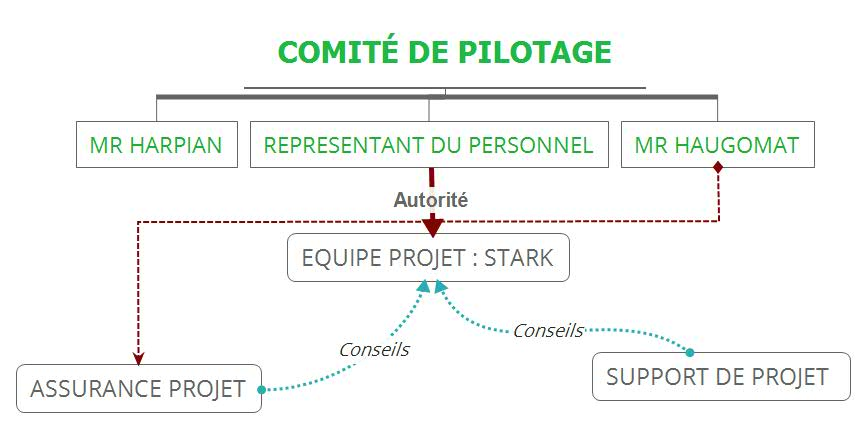 COMITÉ DE PILOTAGE
MR HARPIAN
REPRESENTANT DU PERSONNEL
MR HAUGOMAT
Autorité
EQUIPE PROJET : STARK
Conseils
Conseils
ASSURANCE PROJET
SUPPORT DE PROJET